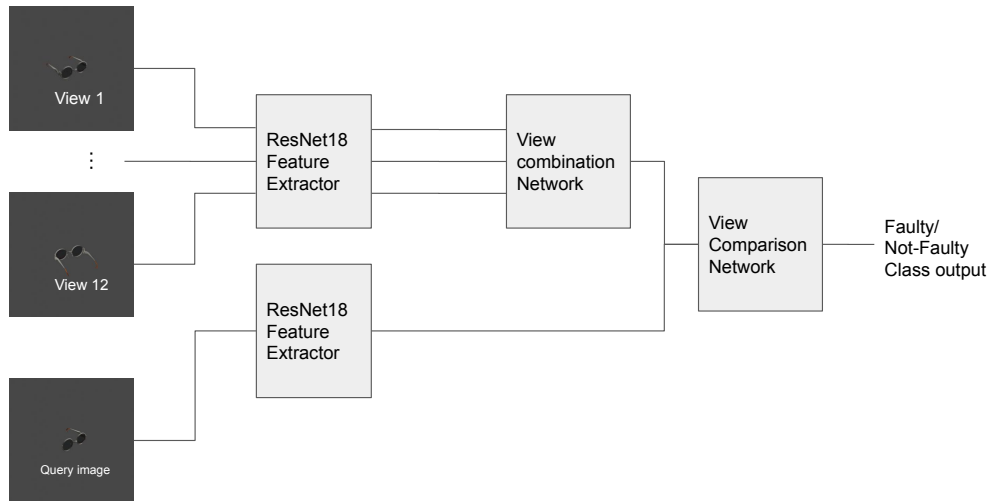 View 1
⋮
View 12
Query image
ResNet18
Feature
Extractor
ResNet18
Feature
Extractor
View
combination
Network
View
Comparison
Network
Faulty/
Not-Faulty
Class output